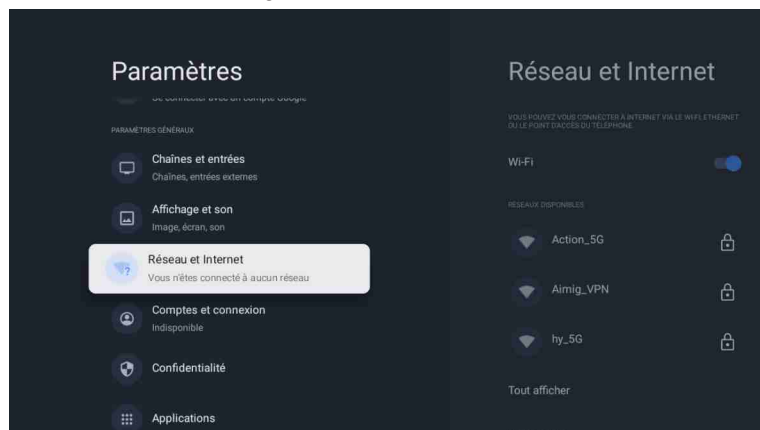 Paramètres
Se connecter avec un compte Google
PARAMÈTRES GÉNÉRAUX
Chaînes et entrées
Chaînes, entrées externes
Affichage et son
Image, écran, son
Réseau et Internet
Vous n'êtes connecté à aucun réseau
Comptes et connexion
Indisponible
Confidentialité
Applications
Réseau et Internet
VOUS POUVEZ VOUS CONNECTER À INTERNET VIA LE WI-FI, ETHERNET
OU LE POINT D'ACCÈS DU TÉLÉPHONE.
Wi-Fi
RÉSEAUX DISPONIBLES
Action_5G
Aimig_VPN
hy_5G
Tout afficher